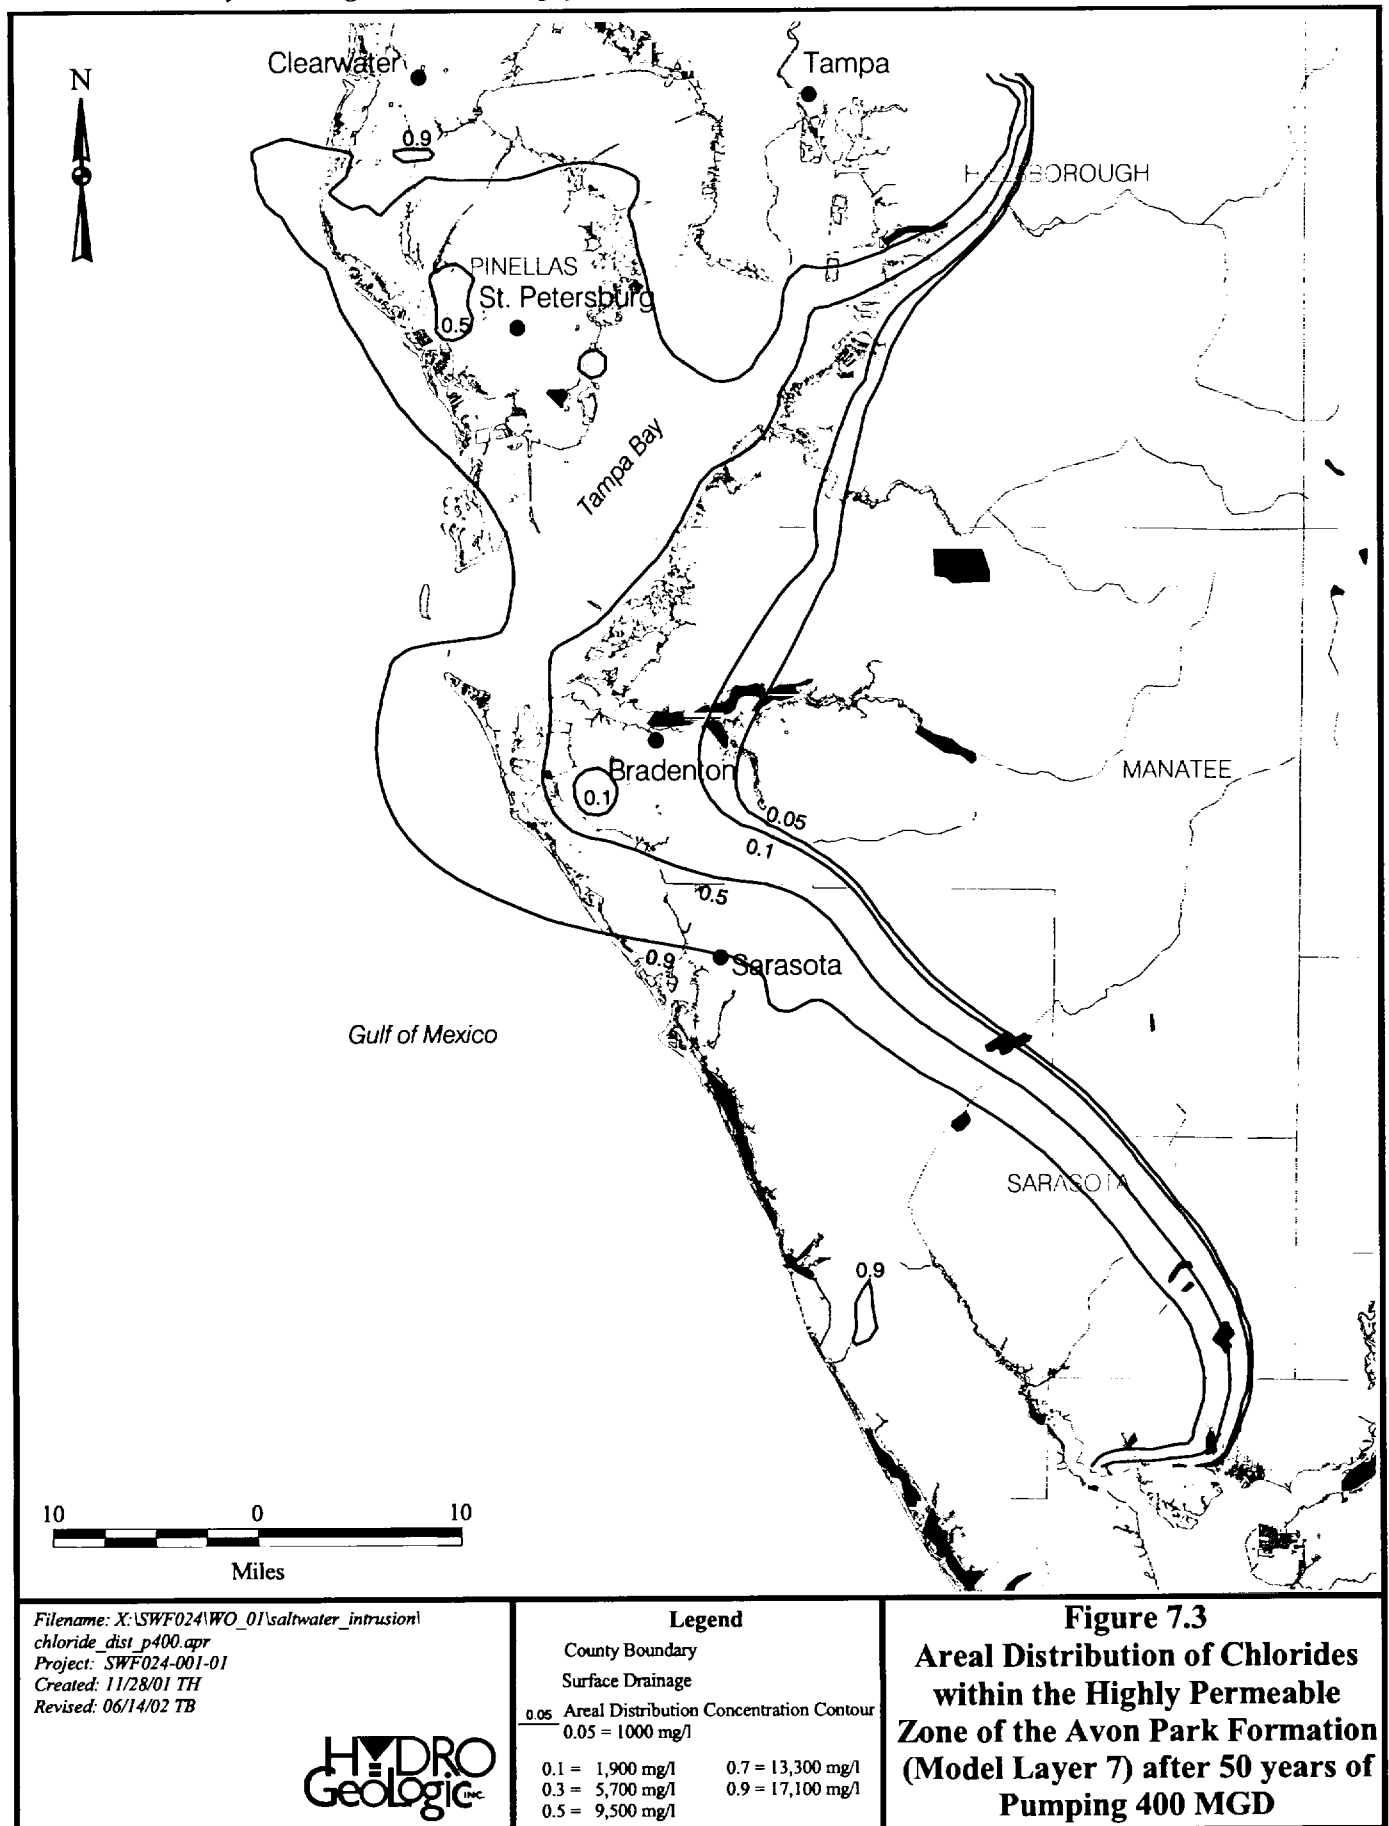 Clearwater
Tampa
N
0.9
HILLSBOROUGH
PINELLAS
St. Petersburg
0.5
Tampa Bay
Bradenton
0.1
MANATEE
0.05
0.1
0.5
0.9
Sarasota
Gulf of Mexico
SARASOTA
0.9
10 0 10
Miles
Filename: X:\SWF024\WO_01\saltwater_intrusion\
chloride_dist_p400.apr
Project: SWF024-001-01
Created: 11/28/01 TH
Revised: 06/14/02 TB
HYDRO
GeoLogic INC.
Legend
County Boundary
Surface Drainage
0.05 Areal Distribution Concentration Contour
0.05 = 1000 mg/l
0.1 = 1,900 mg/l 0.7 = 13,300 mg/l
0.3 = 5,700 mg/l 0.9 = 17,100 mg/l
0.5 = 9,500 mg/l
Figure 7.3
Areal Distribution of Chlorides
within the Highly Permeable
Zone of the Avon Park Formation
(Model Layer 7) after 50 years of
Pumping 400 MGD